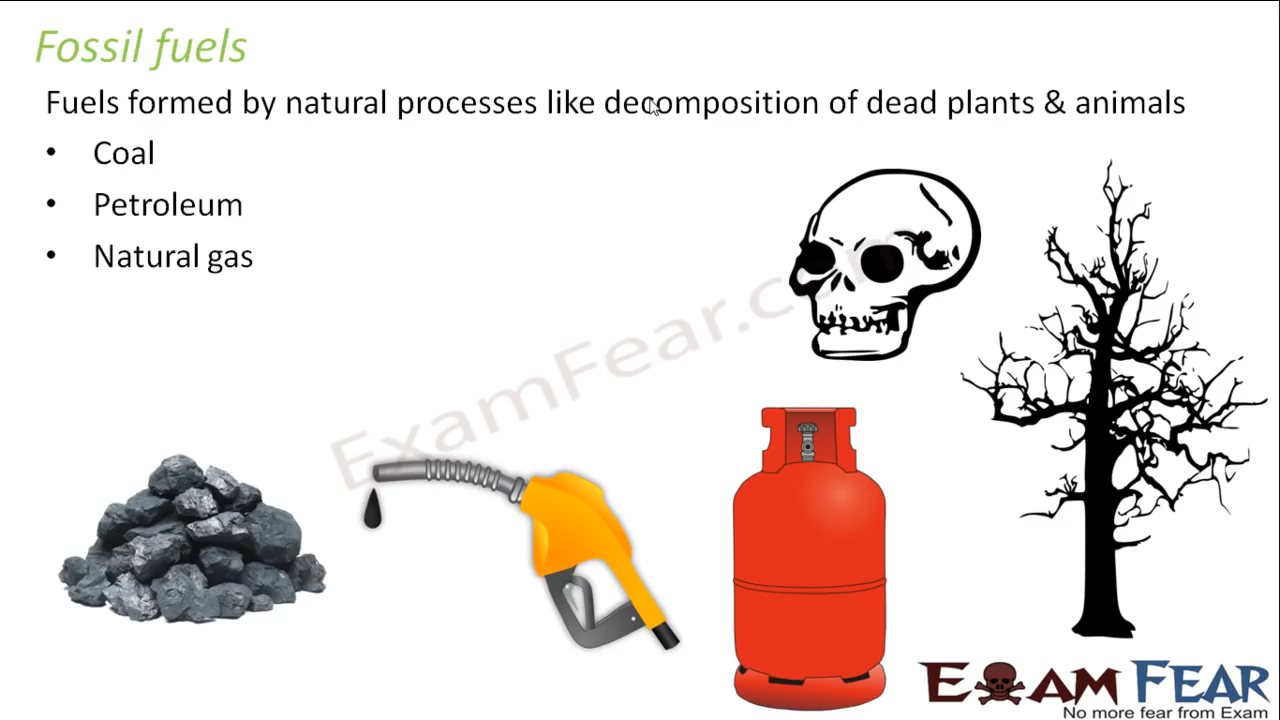 Fossil fuels
Fuels formed by natural processes like decomposition of dead plants & animals
• Coal
• Petroleum
• Natural gas
ExamFear.com
EXAM FEAR
No more fear from Exam